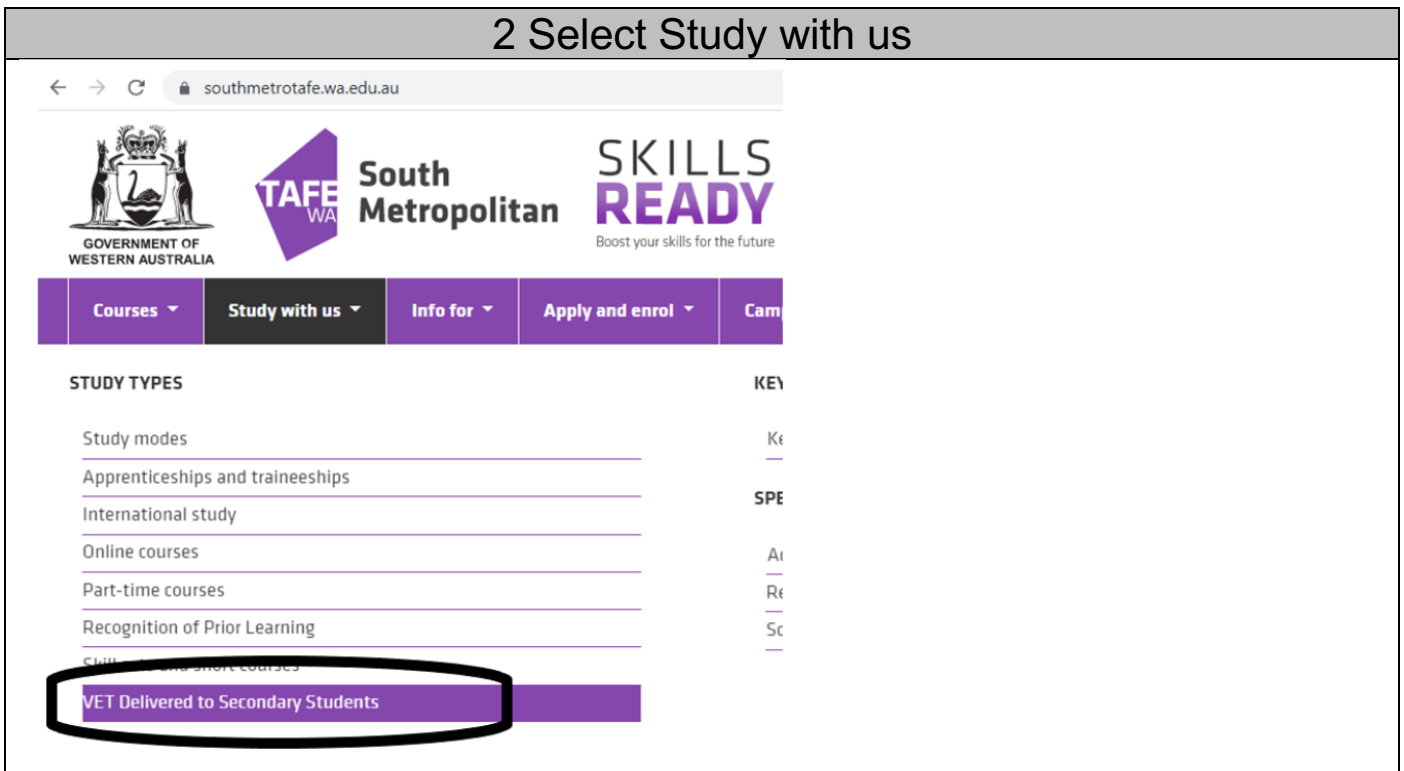 2 Select Study with us
southmetrotafe.wa.edu.au
GOVERNMENT OF
WESTERN AUSTRALIA
TAFE
WA
South
Metropolitan
SKILLS
READY
Boost your skills for the future
Courses
Study with us
Info for
Apply and enrol
STUDY TYPES
Study modes
Apprenticeships and traineeships
International study
Online courses
Part-time courses
Recognition of Prior Learning
and short courses
VET Delivered to Secondary Students